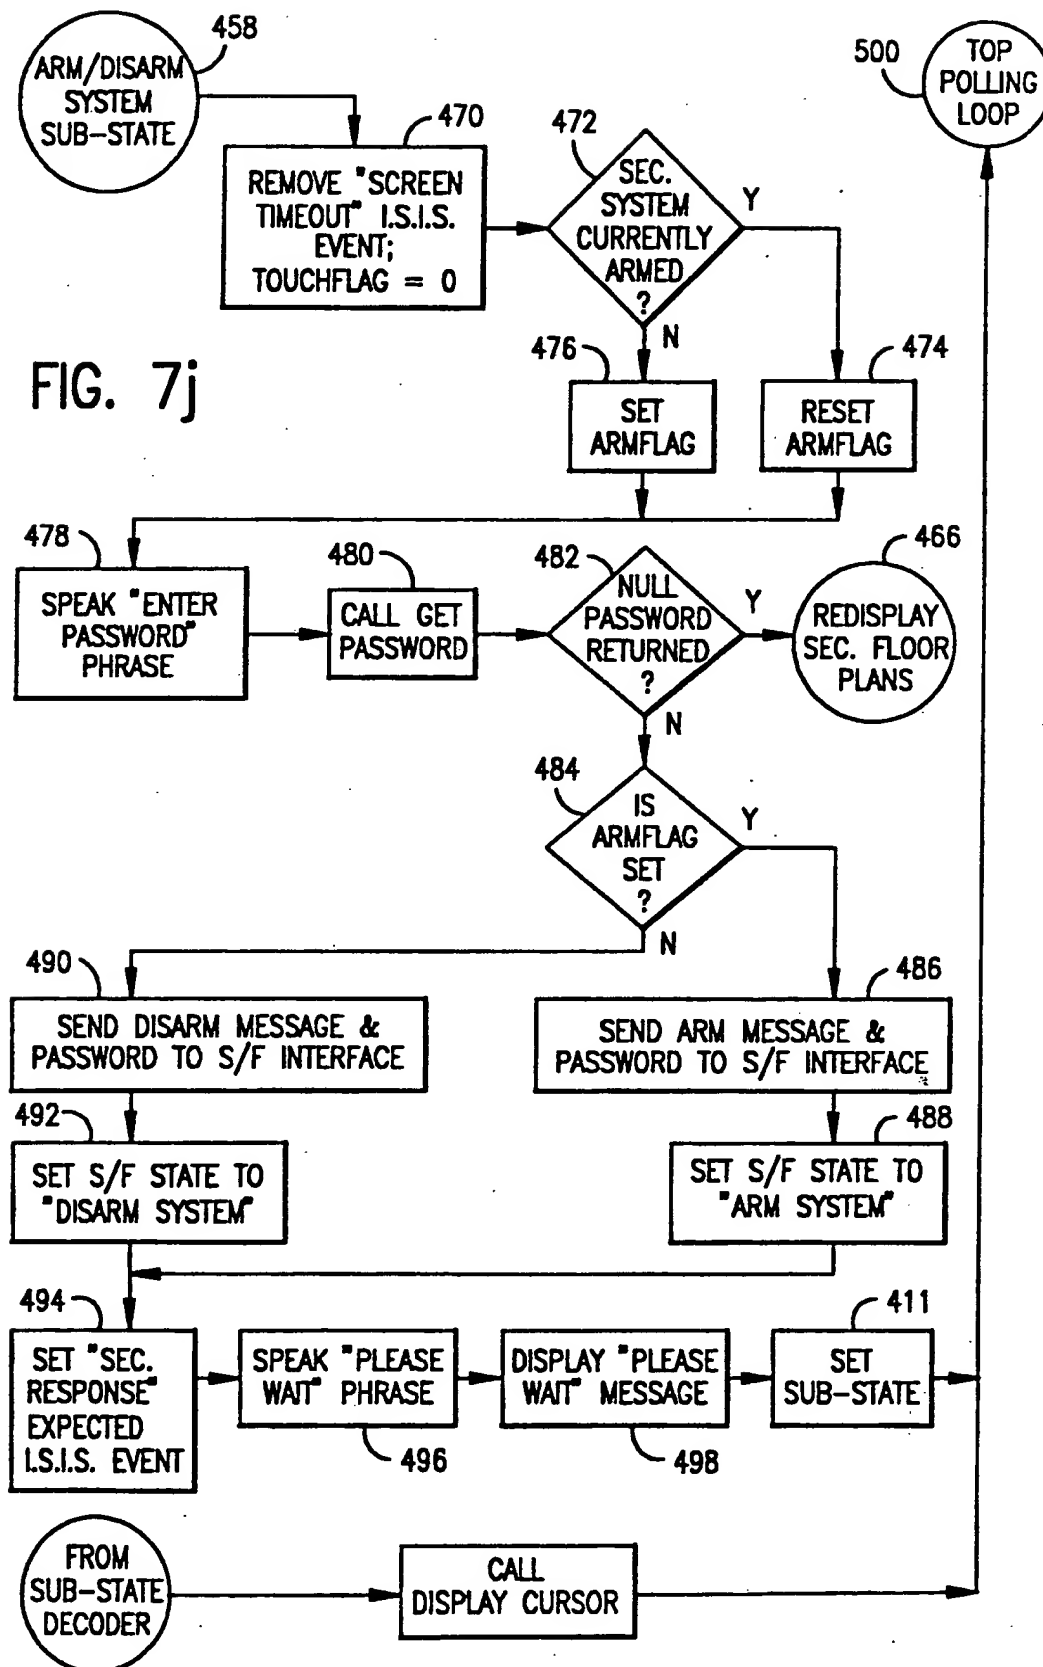 458
ARM/DISARM
SYSTEM
SUB-STATE
500
TOP
POLLING
LOOP
470
REMOVE "SCREEN
TIMEOUT" I.S.I.S.
EVENT;
TOUCHFLAG = 0
472
SEC.
SYSTEM
CURRENTLY
ARMED
?
Y
N
FIG. 7j
476
SET
ARMFLAG
474
RESET
ARMFLAG
478
SPEAK "ENTER
PASSWORD"
PHRASE
480
CALL GET
PASSWORD
482
NULL
PASSWORD
RETURNED
?
Y
N
466
REDISPLAY
SEC. FLOOR
PLANS
484
IS
ARMFLAG
SET
?
Y
N
490
SEND DISARM MESSAGE &
PASSWORD TO S/F INTERFACE
486
SEND ARM MESSAGE &
PASSWORD TO S/F INTERFACE
492
SET S/F STATE TO
"DISARM SYSTEM"
488
SET S/F STATE TO
"ARM SYSTEM"
494
SET "SEC.
RESPONSE"
EXPECTED
I.S.I.S. EVENT
SPEAK "PLEASE
WAIT" PHRASE
496
DISPLAY "PLEASE
WAIT" MESSAGE
498
411
SET
SUB-STATE
FROM
SUB-STATE
DECODER
CALL
DISPLAY CURSOR